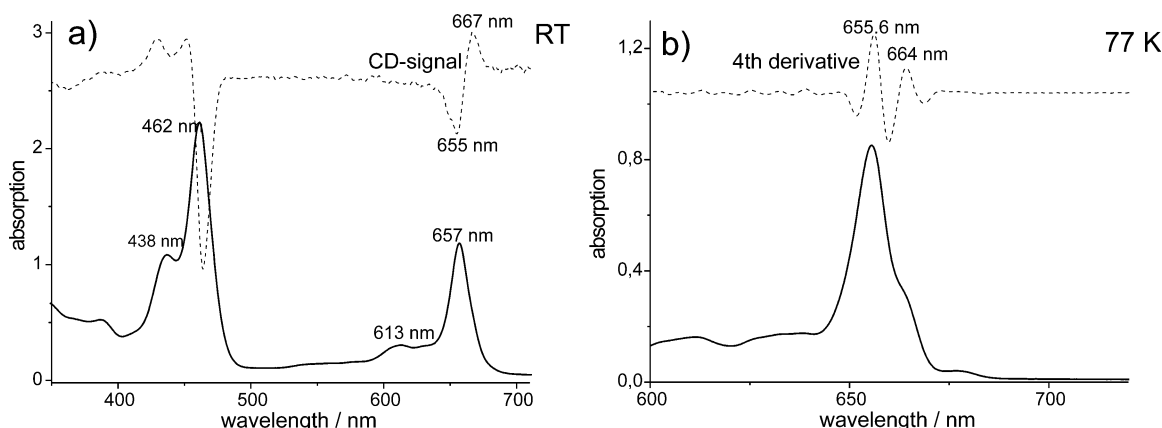 a)
RT
667 nm
CD-signal
462 nm
655 nm
438 nm
657 nm
613 nm
3
2
1
0
absorption
400
500
600
700
wavelength / nm
b)
77 K
655.6 nm
4th derivative
664 nm
1,2
0,8
0,4
0,0
absorption
600
650
700
wavelength / nm